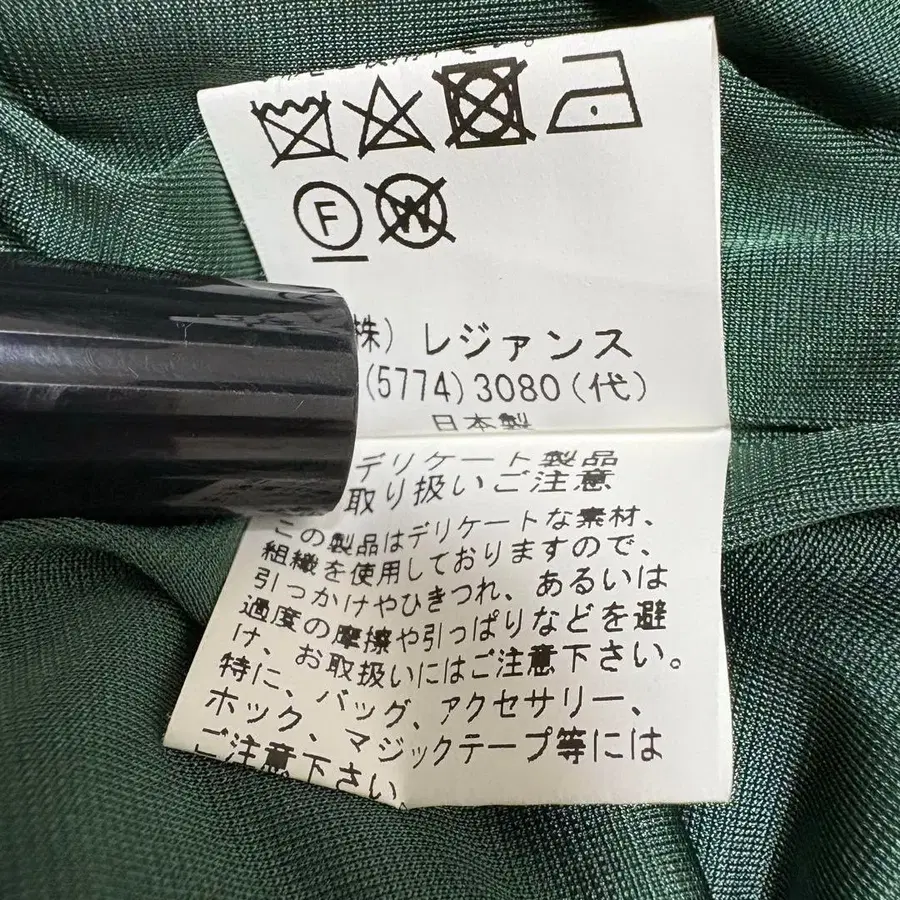 F
W
株) レジァンス
(5774)3080(代)
日本製
デリケート製品
取り扱いご注意
この製品はデリケートな素材、
組織を使用しておりますので、
引っかけやひきつれ、あるいは
過度の摩擦や引っぱりなどを避
け、お取扱いにはご注意下さい。
特に、バッグ、アクセサリー、
ホック、マジックテープ等には
ご注意下さい。